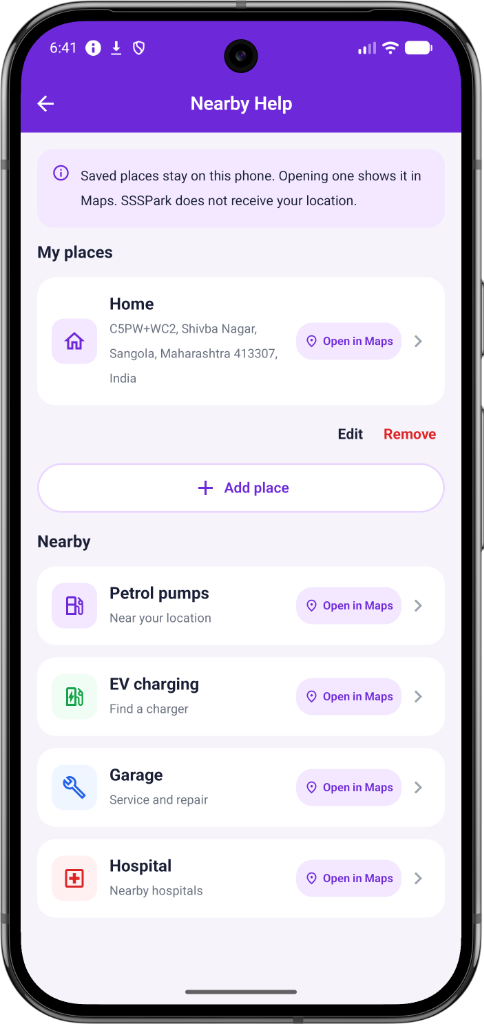 6:41
Nearby Help
Saved places stay on this phone. Opening one shows it in
Maps. SSSPark does not receive your location.
My places
Home
C5PW+WC2, Shivba Nagar,
Sangola, Maharashtra 413307,
India
Open in Maps
Edit
Remove
Add place
Nearby
Petrol pumps
Near your location
Open in Maps
EV charging
Find a charger
Open in Maps
Garage
Service and repair
Open in Maps
Hospital
Nearby hospitals
Open in Maps